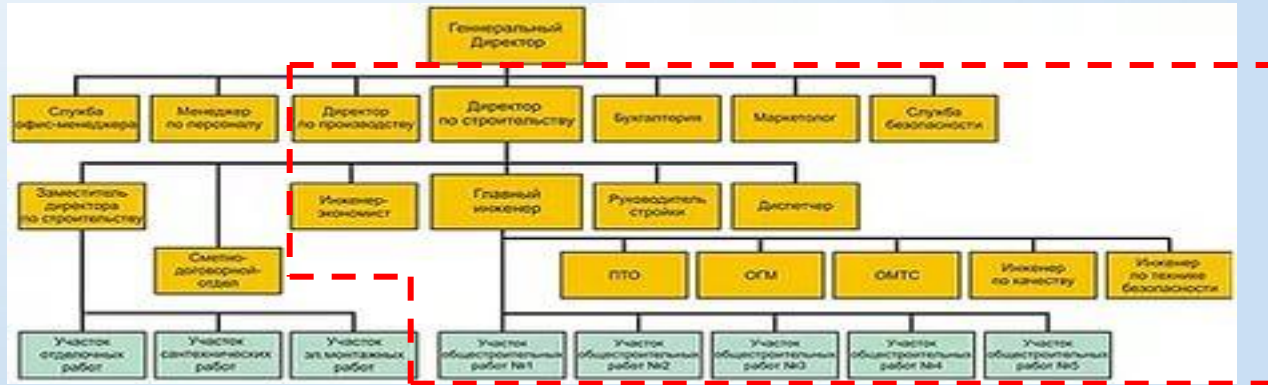 Геннеральный
Директор
Служба
офис-менеджера
Менеджер
по персоналу
Директор
по производству
Директор
по строительству
Бухгалтерия
Маркетолог
Служба
безопасности
Заместитель
директора
по строительству
Инженер-
экономист
Главный
инженер
Руководитель
стройки
Диспетчер
Сметно-
договорной-
отдел
ПТО
ОГМ
ОМТС
Инженер
по качеству
Инженер
по технике
безопасности
Участок
отделочных
работ
Участок
сантехнических
работ
Участок
эл.монтажных
работ
Участок
общестроительных
работ №1
Участок
общестроительных
работ №2
Участок
общестроительных
работ №3
Участок
общестроительных
работ №4
Участок
общестроительных
работ №5